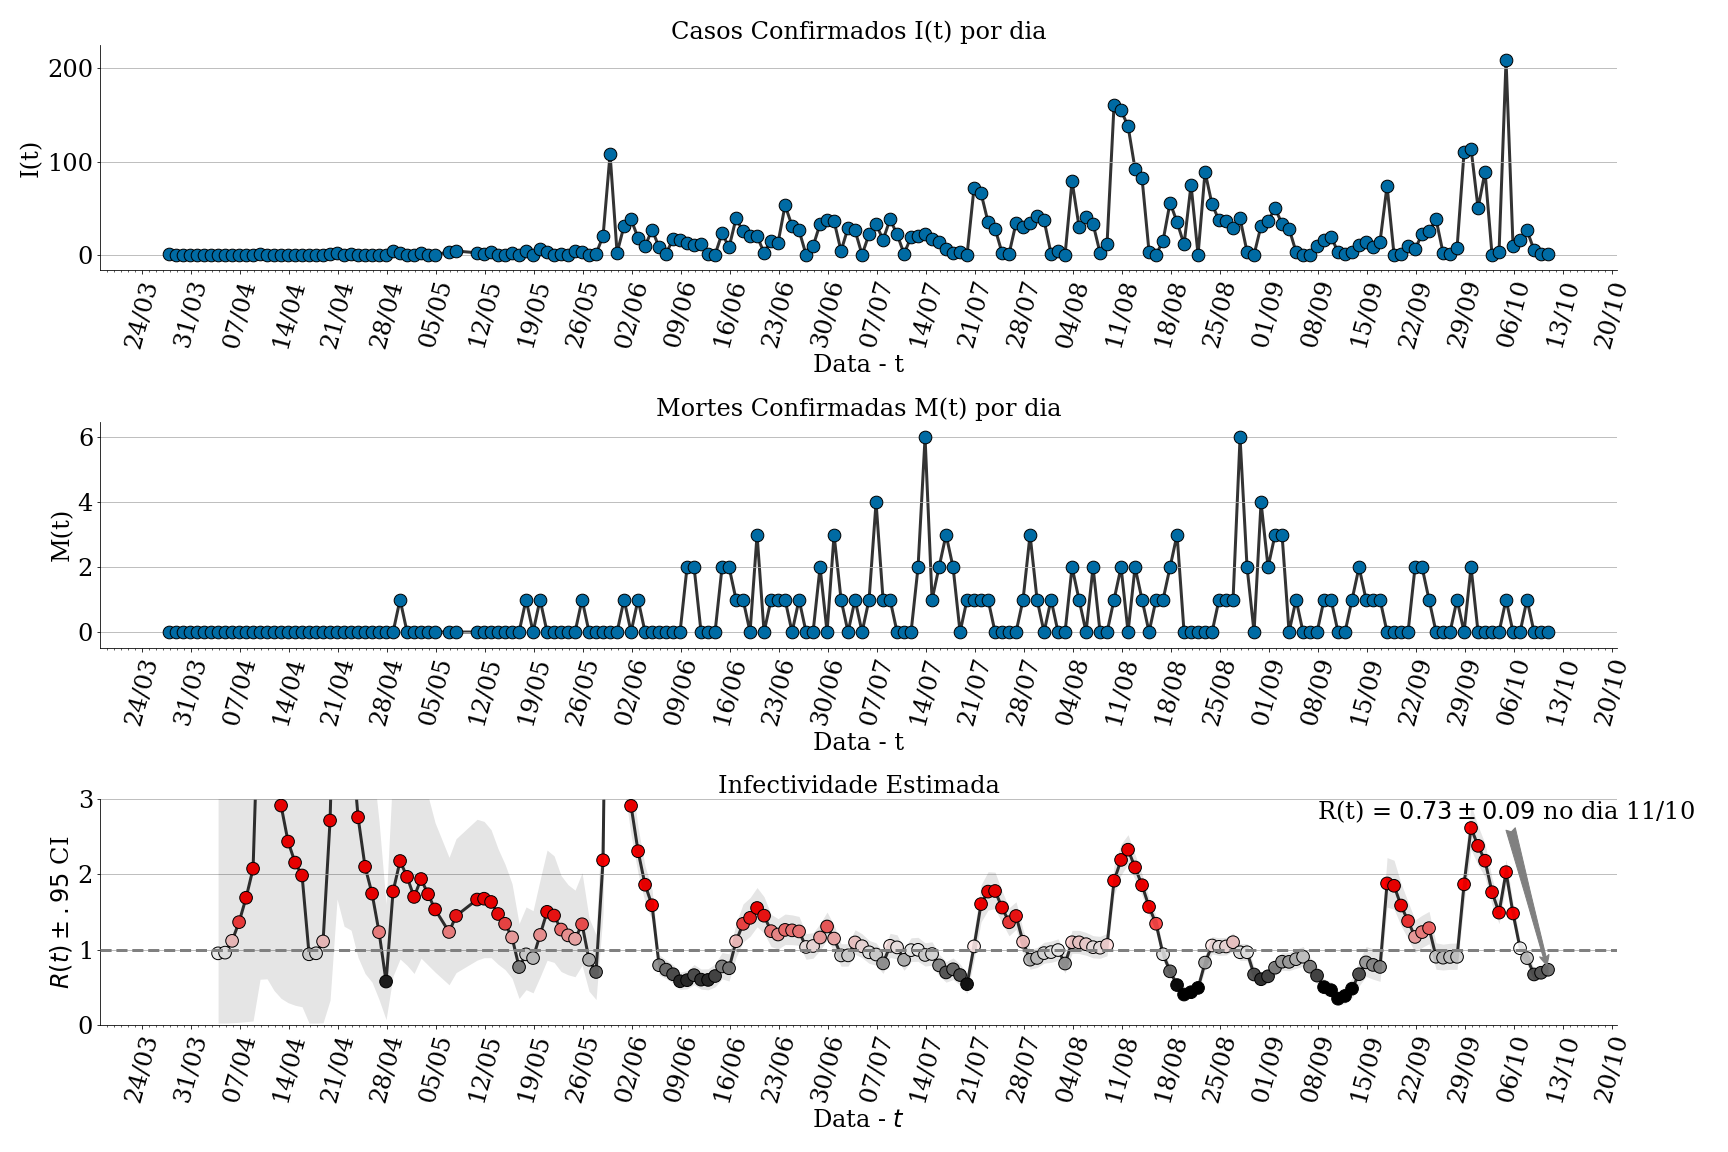 Casos Confirmados I(t) por dia
I(t)
200
100
0
24/03 31/03 07/04 14/04 21/04 28/04 05/05 12/05 19/05 26/05 02/06 09/06 16/06 23/06 30/06 07/07 14/07 21/07 28/07 04/08 11/08 18/08 25/08 01/09 08/09 15/09 22/09 29/09 06/10 13/10 20/10
Data - t
Mortes Confirmadas M(t) por dia
M(t)
6
4
2
0
24/03 31/03 07/04 14/04 21/04 28/04 05/05 12/05 19/05 26/05 02/06 09/06 16/06 23/06 30/06 07/07 14/07 21/07 28/07 04/08 11/08 18/08 25/08 01/09 08/09 15/09 22/09 29/09 06/10 13/10 20/10
Data - t
Infectividade Estimada
R(t) ± .95 CI
3
2
1
0
R(t) = 0.73 ± 0.09 no dia 11/10
24/03 31/03 07/04 14/04 21/04 28/04 05/05 12/05 19/05 26/05 02/06 09/06 16/06 23/06 30/06 07/07 14/07 21/07 28/07 04/08 11/08 18/08 25/08 01/09 08/09 15/09 22/09 29/09 06/10 13/10 20/10
Data - t